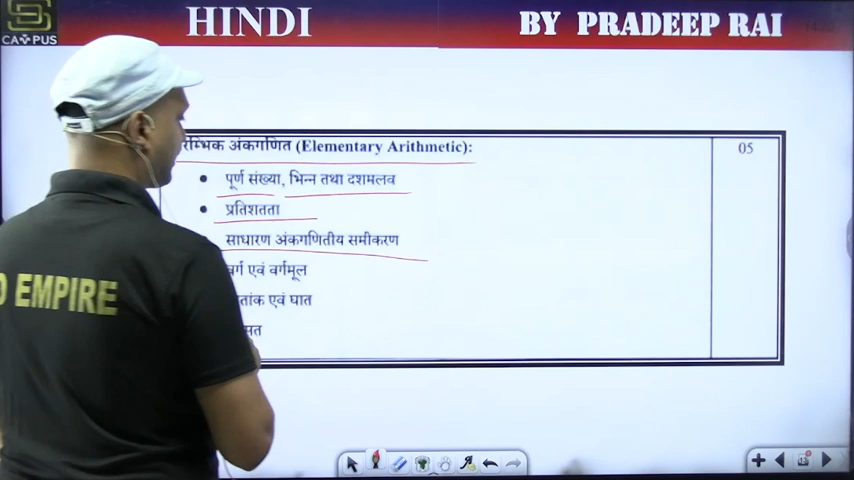 HINDI BY PRADEEP RAI
CAMPUS
अंकगणित (Elementary Arithmetic): 05
• पूर्ण संख्या, भिन्न तथा दशमलव
• प्रतिशतता
साधारण अंकगणितीय समीकरण
वर्ग एवं वर्गमूल
एवं घात
EMPIRE